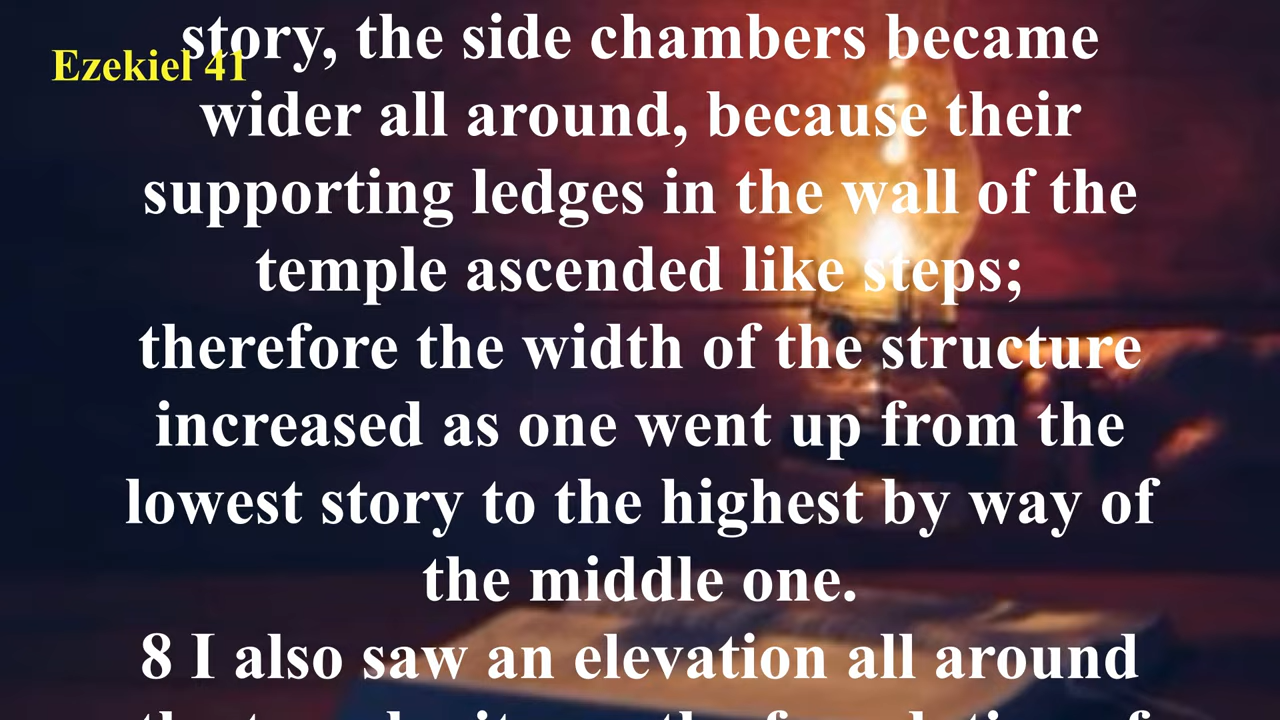 story, the side chambers became
Ezekiel 41
wider all around, because their
supporting ledges in the wall of the
temple ascended like steps;
therefore the width of the structure
increased as one went up from the
lowest story to the highest by way of
the middle one.
8 I also saw an elevation all around